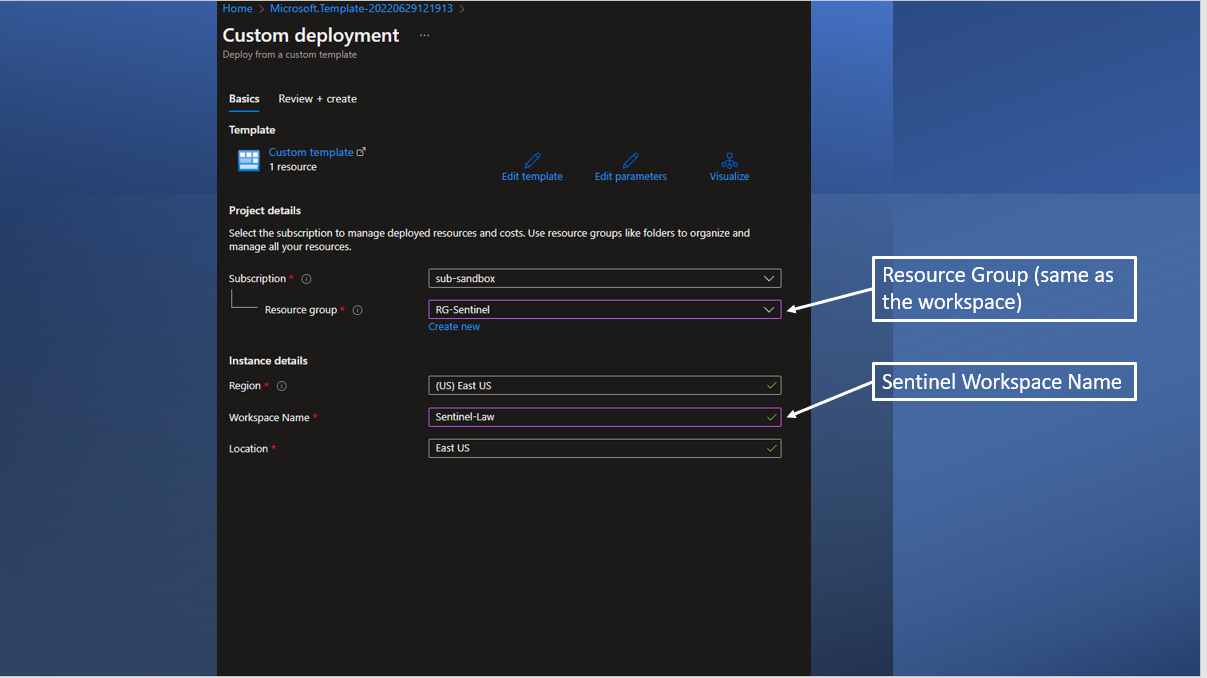 Home > Microsoft.Template-20220629121913 >
Custom deployment ...
Deploy from a custom template
Basics Review + create
Template
Custom template
1 resource
Edit template Edit parameters Visualize
Project details
Select the subscription to manage deployed resources and costs. Use resource groups like folders to organize and
manage all your resources.
Subscription * sub-sandbox
Resource group * RG-Sentinel
Create new
Resource Group (same as
the workspace)
Instance details
Region * (US) East US
Workspace Name * Sentinel-Law
Sentinel Workspace Name
Location * East US